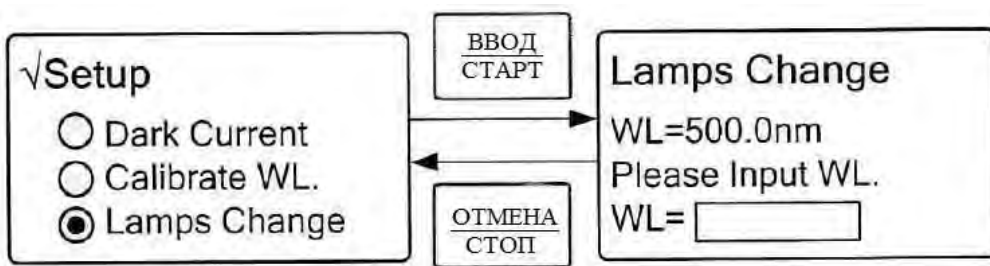 √Setup
Dark Current
Calibrate WL.
Lamps Change
ВВОД
СТАРТ
ОТМЕНА
СТОП
Lamps Change
WL=500.0nm
Please Input WL.
WL=